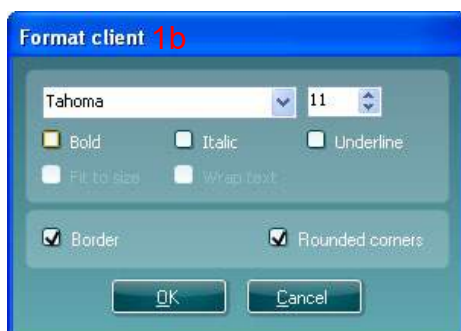 Format client 1b
Tahoma 11
Bold Italic Underline
Fit to size Wrap text
Border Rounded corners
OK Cancel